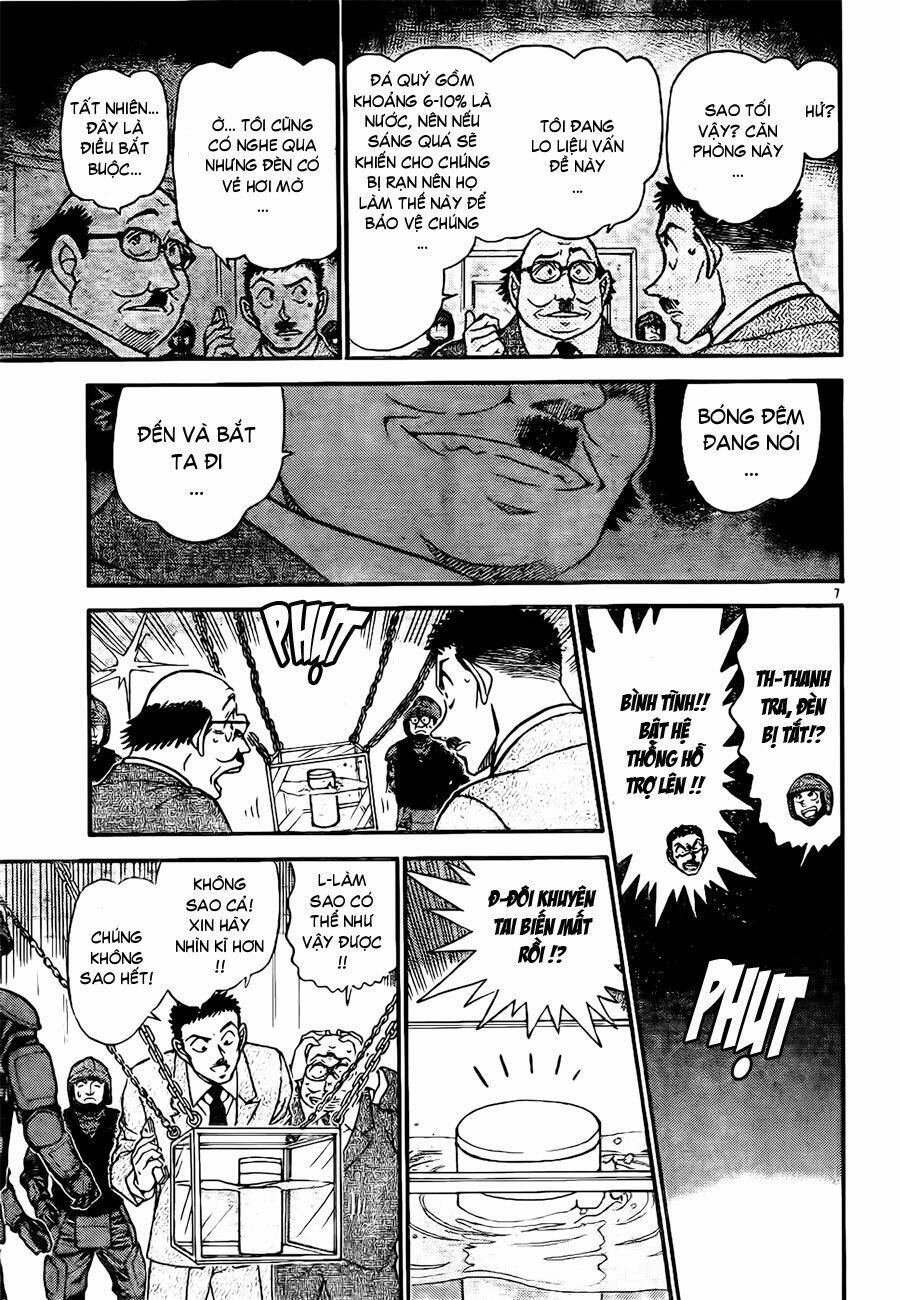 HỨ?
SAO TỐI
VẬY? CĂN
PHÒNG NÀY
...
TÔI ĐANG
LO LIỆU VẤN
ĐỀ NÀY
...
ĐÁ QUÝ GỒM
KHOẢNG 6-10% LÀ
NƯỚC, NÊN NẾU
SÁNG QUÁ SẼ
KHIẾN CHO CHÚNG
BỊ RẠN NÊN HỌ
LÀM THẾ NÀY ĐỂ
BẢO VỆ CHÚNG
...
Ờ... TÔI CŨNG
CÓ NGHE QUA
NHƯNG ĐÈN CÓ
VẺ HƠI MỜ
...
TẤT NHIÊN...
ĐÂY LÀ
ĐIỀU BẮT
BUỘC...
BÓNG ĐÊM
ĐANG NÓI
...
ĐẾN VÀ BẮT
TA ĐI
...
7
TH-THANH
TRA, ĐÈN
BỊ TẮT!?
BÌNH TĨNH!!
BẬT HỆ
THỐNG HỖ
TRỢ LÊN !!
PHỤT
PHỤT
Đ-ĐÔI KHUYÊN
TAI BIẾN MẤT
RỒI !?
L-LÀM
SAO CÓ
THỂ NHƯ
VẬY ĐƯỢC
!!
KHÔNG
SAO CẢ!
XIN HÃY
NHÌN KĨ HƠN
!!
CHÚNG
KHÔNG
SAO HẾT!